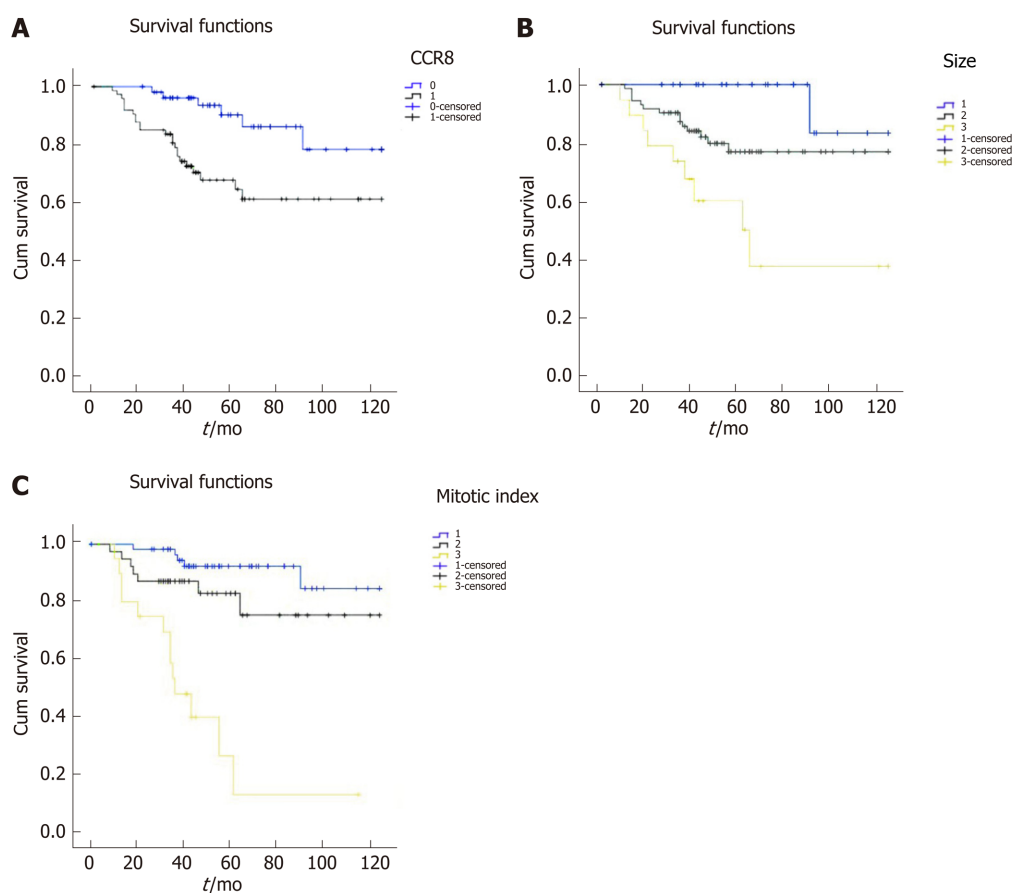 A
Survival functions
CCR8
0
1
0-censored
1-censored
Cum survival
1.0
0.8
0.6
0.4
0.2
0.0
0 20 40 60 80 100 120
t/mo
B
Survival functions
Size
1
2
3
1-censored
2-censored
3-censored
Cum survival
1.0
0.8
0.6
0.4
0.2
0.0
0 20 40 60 80 100 120
t/mo
C
Survival functions
Mitotic index
1
2
3
1-censored
2-censored
3-censored
Cum survival
1.0
0.8
0.6
0.4
0.2
0.0
0 20 40 60 80 100 120
t/mo